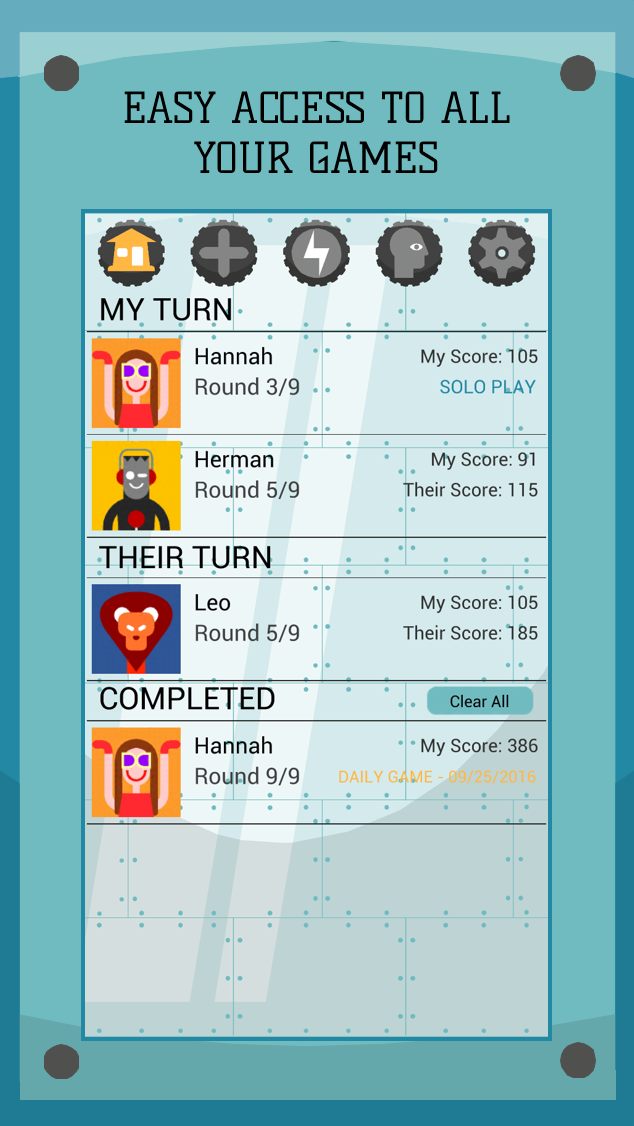 EASY ACCESS TO ALL
YOUR GAMES
MY TURN
Hannah
My Score: 105
Round 3/9
SOLO PLAY
Herman
My Score: 91
Round 5/9
Their Score: 115
THEIR TURN
Leo
My Score: 105
Round 5/9
Their Score: 185
COMPLETED
Clear All
Hannah
My Score: 386
Round 9/9
DAILY GAME - 09/25/2016